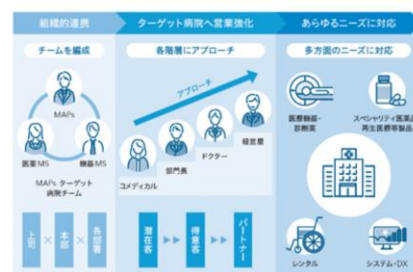 組織的連携
チームを編成
MAPs
医薬MS
機器MS
MAPs ターゲット
病院チーム
上司
×
本部
×
各部署
ターゲット病院へ営業強化
各階層にアプローチ
アプローチ
経営層
ドクター
部門長
コメディカル
潜在客
得意客
パートナー
あらゆるニーズに対応
多方面のニーズに対応
医療機器・
診断薬
スペシャリティ医薬品
再生医療等製品
レンタル
システム・DX